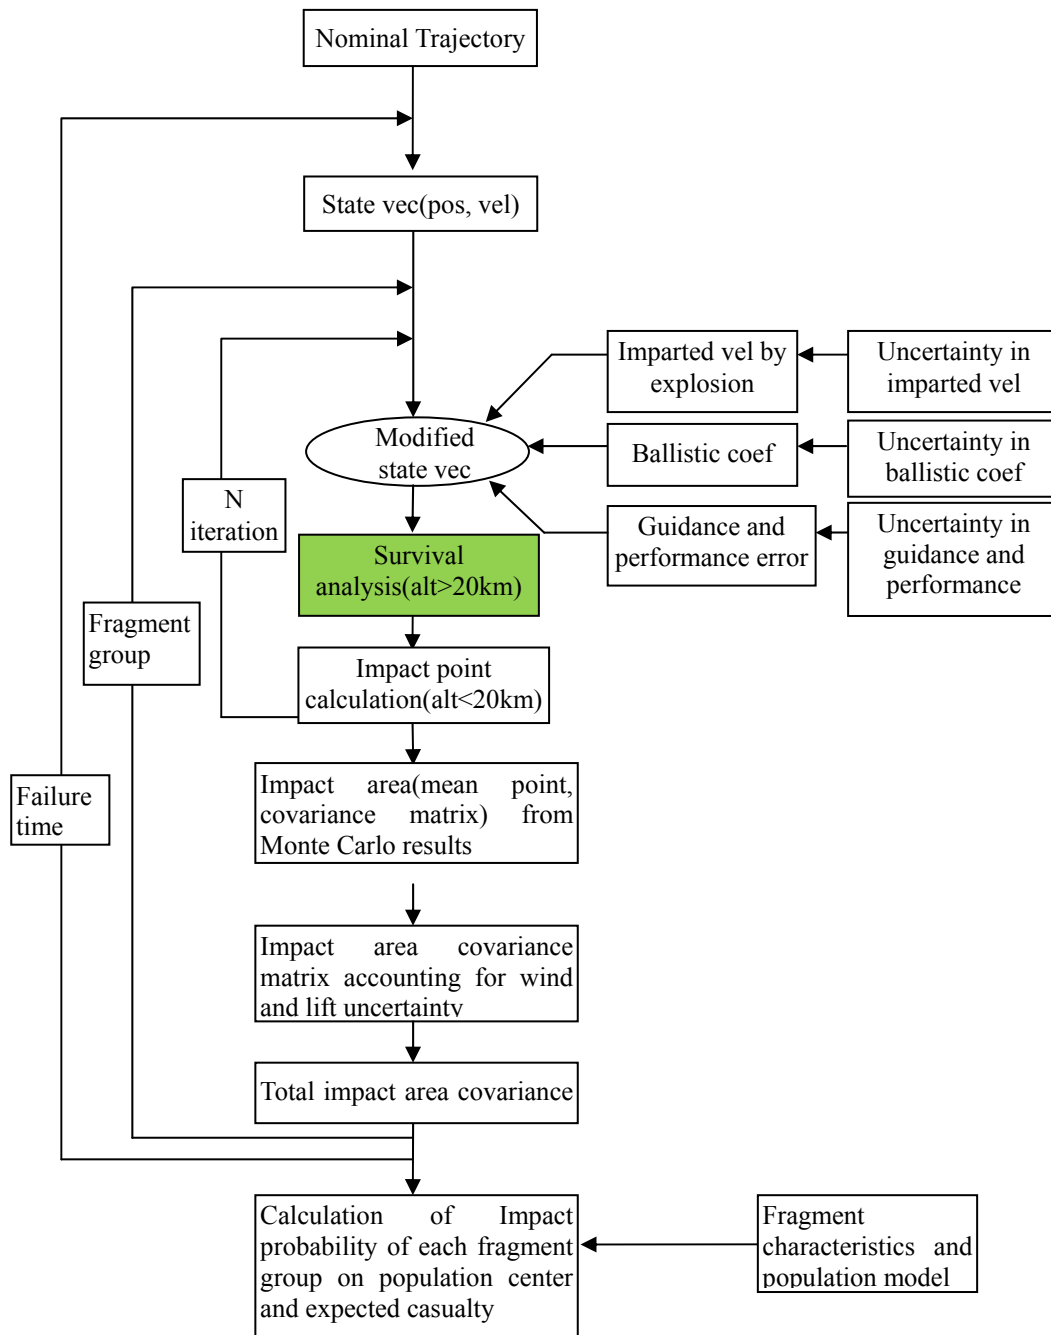 Nominal Trajectory
State vec(pos, vel)
Imparted vel by
explosion
Uncertainty in
imparted vel
Modified
state vec
Ballistic coef
Uncertainty in
ballistic coef
N
iteration
Guidance and
performance error
Uncertainty in
guidance and
performance
Survival
analysis(alt>20km)
Fragment
group
Impact point
calculation(alt<20km)
Failure
time
Impact area(mean point,
covariance matrix) from
Monte Carlo results
Impact area covariance
matrix accounting for wind
and lift uncertainty
Total impact area covariance
Calculation of Impact
probability of each fragment
group on population center
and expected casualty
Fragment
characteristics and
population model